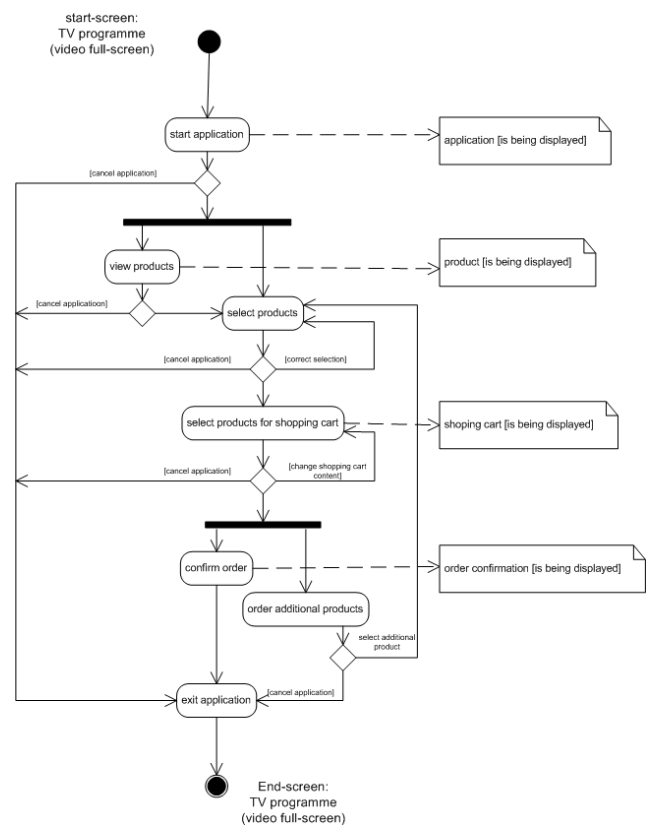 start-screen:
TV programme
(video full-screen)
start application
application [is being displayed]
[cancel application]
view products
product [is being displayed]
[cancel applicatioon]
select products
[cancel application]
[correct selection]
select products for shopping cart
shoping cart [is being displayed]
[cancel application]
[change shopping cart
content]
confirm order
order confirmation [is being displayed]
order additional products
select additional
product
[cancel application]
exit application
End-screen:
TV programme
(video full-screen)